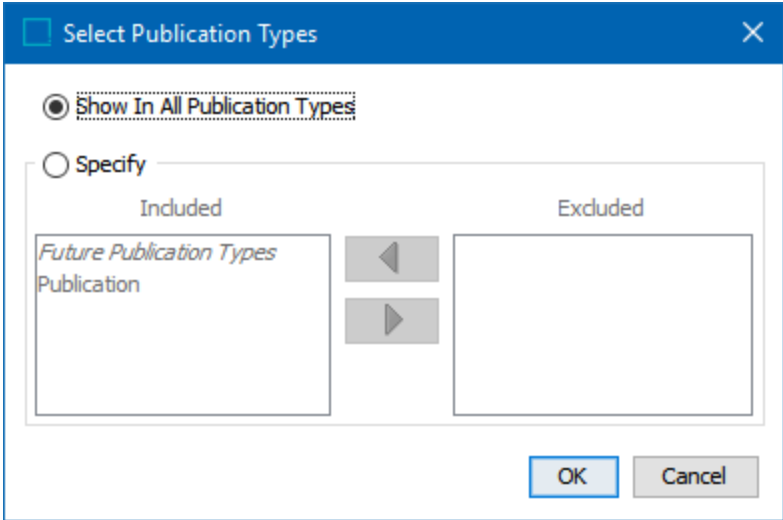 Select Publication Types
Show In All Publication Types
Specify
Included Excluded
Future Publication Types
Publication
OK Cancel